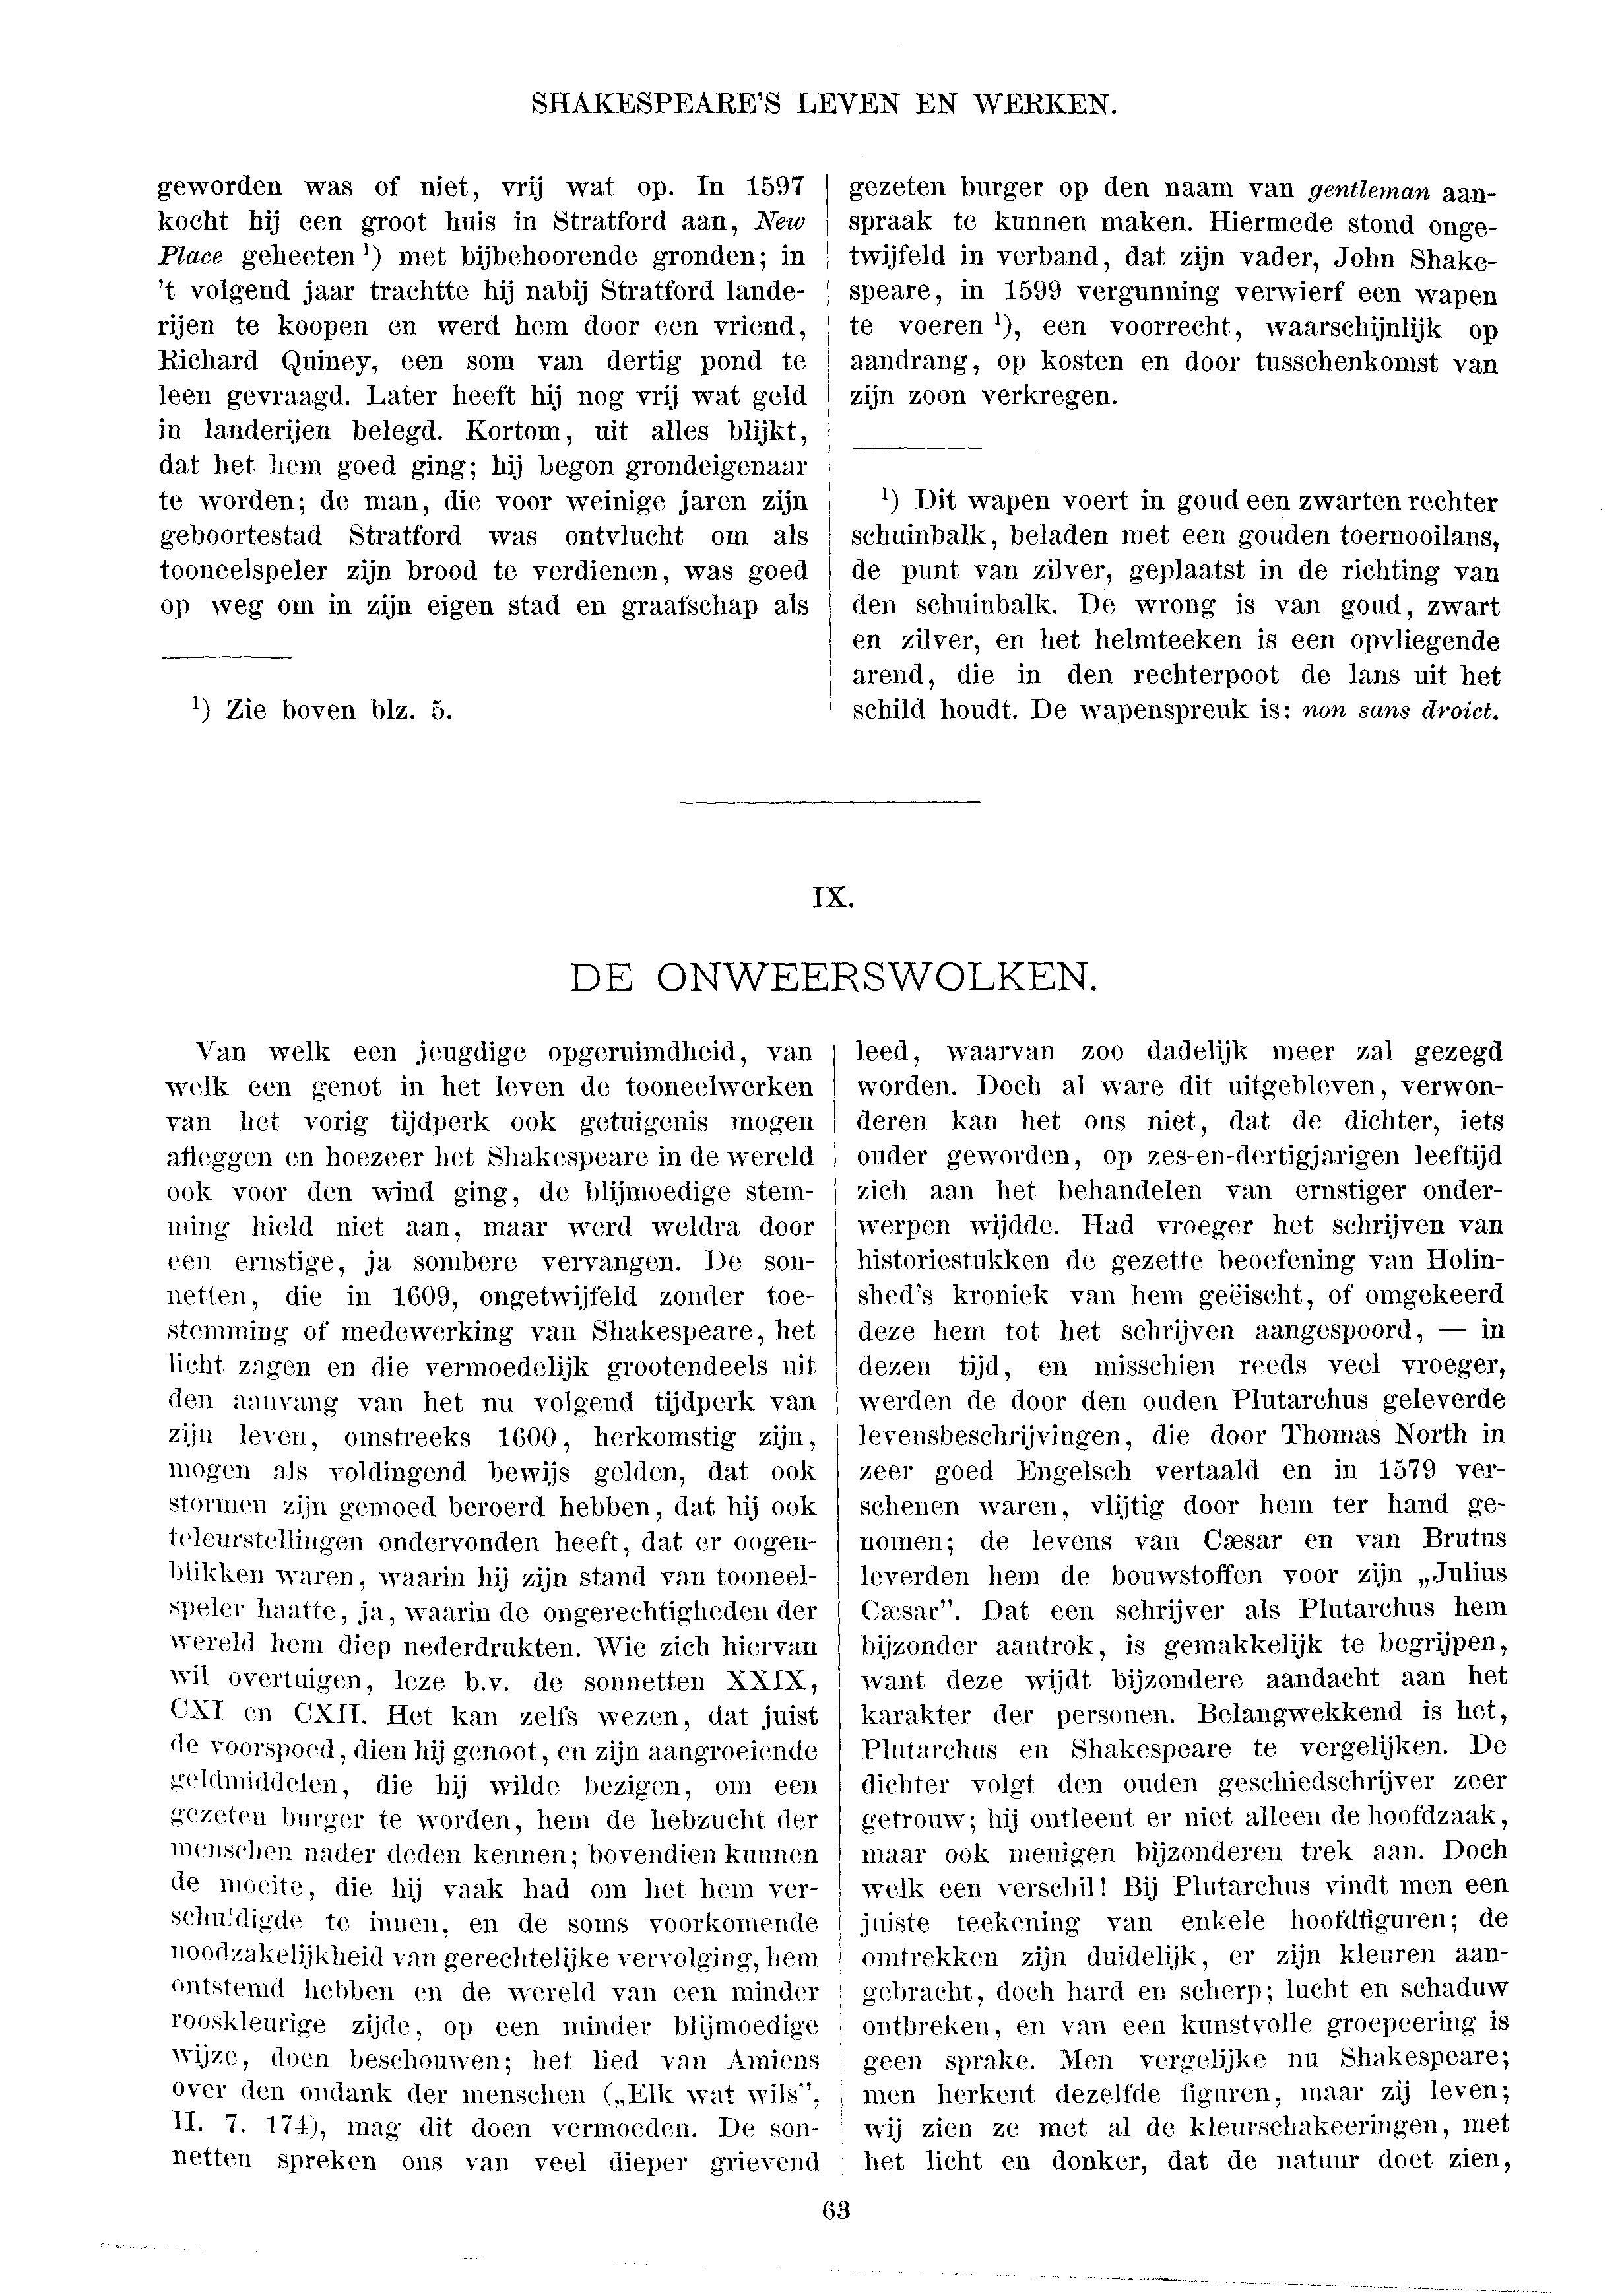 SHAKESPEARE'S LEVEN EN WERKEN.
geworden was of niet, vrij wat op. In 1597
kocht hij een groot huis in Stratford aan, New
Place geheeten ¹) met bijbehoorende gronden; in
't volgend jaar trachtte hij nabij Stratford lande-
rijen te koopen en werd hem door een vriend,
Richard Quiney, een som van dertig pond te
leen gevraagd. Later heeft hij nog vrij wat geld
in landerijen belegd. Kortom, uit alles blijkt,
dat het hem goed ging; hij begon grondeigenaar
te worden; de man, die voor weinige jaren zijn
geboortestad Stratford was ontvlucht om als
tooneelspeler zijn brood te verdienen, was goed
op weg om in zijn eigen stad en graafschap als
¹) Zie boven blz. 5.
gezeten burger op den naam van gentleman aan-
spraak te kunnen maken. Hiermede stond onge-
twijfeld in verband, dat zijn vader, John Shake-
speare, in 1599 vergunning verwierf een wapen
te voeren ¹), een voorrecht, waarschijnlijk op
aandrang, op kosten en door tusschenkomst van
zijn zoon verkregen.
¹) Dit wapen voert in goud een zwarten rechter
schuinbalk, beladen met een gouden toernooilans,
de punt van zilver, geplaatst in de richting van
den schuinbalk. De wrong is van goud, zwart
en zilver, en het helmteeken is een opvliegende
arend, die in den rechterpoot de lans uit het
schild houdt. De wapenspreuk is: non sans droict.
IX.
DE ONWEERSWOLKEN.
Van welk een jeugdige opgeruimdheid, van
welk een genot in het leven de tooneelwerken
van het vorig tijdperk ook getuigenis mogen
afleggen en hoezeer het Shakespeare in de wereld
ook voor den wind ging, de blijmoedige stem-
ming hield niet aan, maar werd weldra door
een ernstige, ja sombere vervangen. De son-
netten, die in 1609, ongetwijfeld zonder toe-
stemming of medewerking van Shakespeare, het
licht zagen en die vermoedelijk grootendeels uit
den aanvang van het nu volgend tijdperk van
zijn leven, omstreeks 1600, herkomstig zijn,
mogen als voldingend bewijs gelden, dat ook
stormen zijn gemoed beroerd hebben, dat hij ook
teleurstellingen ondervonden heeft, dat er oogen-
blikken waren, waarin hij zijn stand van tooneel-
speler haatte, ja, waarin de ongerechtigheden der
wereld hem diep nederdrukten. Wie zich hiervan
wil overtuigen, leze b.v. de sonnetten XXIX,
CXI en CXII. Het kan zelfs wezen, dat juist
de voorspoed, dien hij genoot, en zijn aangroeiende
geldmiddelen, die hij wilde bezigen, om een
gezeten burger te worden, hem de hebzucht der
menschen nader deden kennen; bovendien kunnen
de moeite, die hij vaak had om het hem ver-
schuldigde te innen, en de soms voorkomende
noodzakelijkheid van gerechtelijke vervolging, hem
ontstemd hebben en de wereld van een minder
rooskleurige zijde, op een minder blijmoedige
wijze, doen beschouwen; het lied van Amiens
over den ondank der menschen („Elk wat wils”,
II. 7. 174), mag dit doen vermoeden. De son-
netten spreken ons van veel dieper grievend
leed, waarvan zoo dadelijk meer zal gezegd
worden. Doch al ware dit uitgebleven, verwon-
deren kan het ons niet, dat de dichter, iets
ouder geworden, op zes-en-dertigjarigen leeftijd
zich aan het behandelen van ernstiger onder-
werpen wijdde. Had vroeger het schrijven van
historiestukken de gezette beoefening van Holin-
shed's kroniek van hem geëischt, of omgekeerd
deze hem tot het schrijven aangespoord, — in
dezen tijd, en misschien reeds veel vroeger,
werden de door den ouden Plutarchus geleverde
levensbeschrijvingen, die door Thomas North in
zeer goed Engelsch vertaald en in 1579 ver-
schenen waren, vlijtig door hem ter hand ge-
nomen; de levens van Cæsar en van Brutus
leverden hem de bouwstoffen voor zijn „Julius
Cæsar”. Dat een schrijver als Plutarchus hem
bijzonder aantrok, is gemakkelijk te begrijpen,
want deze wijdt bijzondere aandacht aan het
karakter der personen. Belangwekkend is het,
Plutarchus en Shakespeare te vergelijken. De
dichter volgt den ouden geschiedschrijver zeer
getrouw; hij ontleent er niet alleen de hoofdzaak,
maar ook menigen bijzonderen trek aan. Doch
welk een verschil! Bij Plutarchus vindt men een
juiste teekening van enkele hoofdfiguren; de
omtrekken zijn duidelijk, er zijn kleuren aan-
gebracht, doch hard en scherp; lucht en schaduw
ontbreken, en van een kunstvolle groepeering is
geen sprake. Men vergelijke nu Shakespeare;
men herkent dezelfde figuren, maar zij leven;
wij zien ze met al de kleurschakeeringen, met
het licht en donker, dat de natuur doet zien,
63